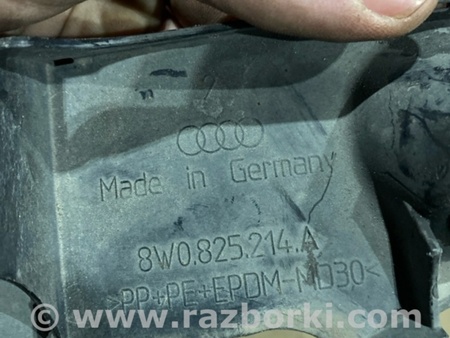 Made in Germany
8W0.825.214.A
>PP+PE+EPDM-MD30<
www.razborki.com